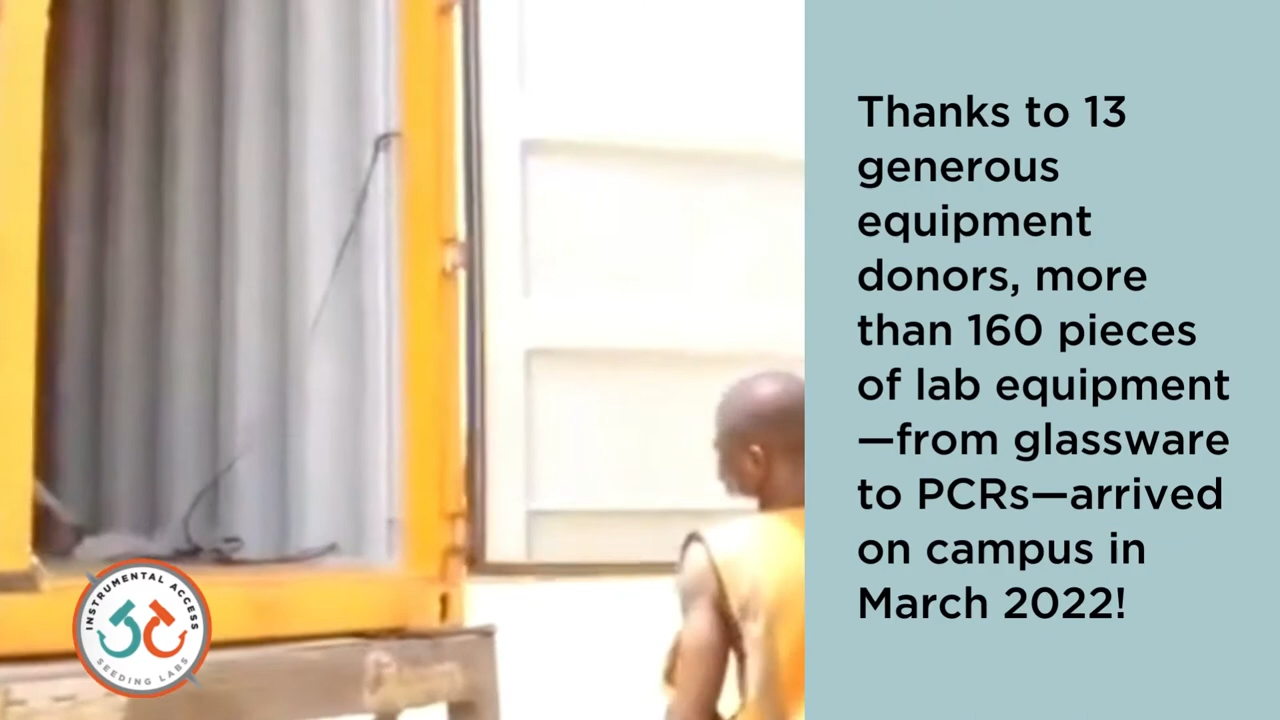 Thanks to 13
generous
equipment
donors, more
than 160 pieces
of lab equipment
—from glassware
to PCRs—arrived
on campus in
March 2022!
INSTRUMENTAL ACCESS
SEEDING LABS